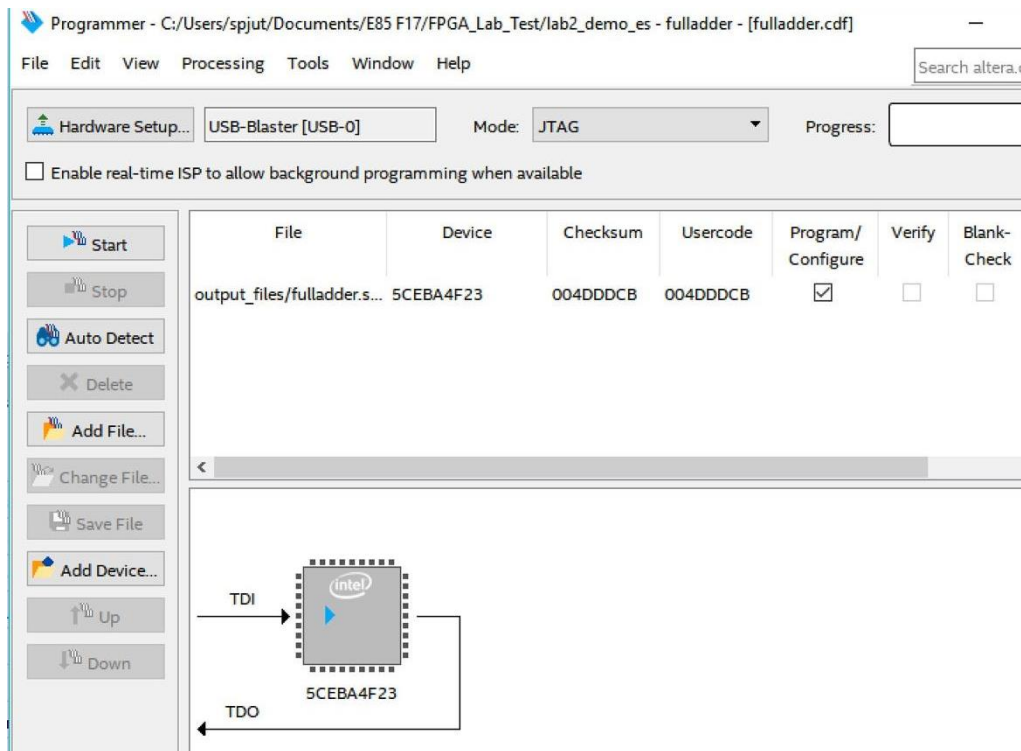 Programmer - C:/Users/spjut/Documents/E85 F17/FPGA_Lab_Test/lab2_demo_es - fulladder - [fulladder.cdf]
File Edit View Processing Tools Window Help
Search altera.
Hardware Setup... USB-Blaster [USB-0] Mode: JTAG Progress:
Enable real-time ISP to allow background programming when available
File Device Checksum Usercode Program/ Verify Blank-
Configure Check
output_files/fulladder.s... 5CEBA4F23 004DDDCB 004DDDCB
Start
Stop
Auto Detect
Delete
Add File...
Change File...
Save File
Add Device...
Up
Down
intel
TDI
5CEBA4F23
TDO